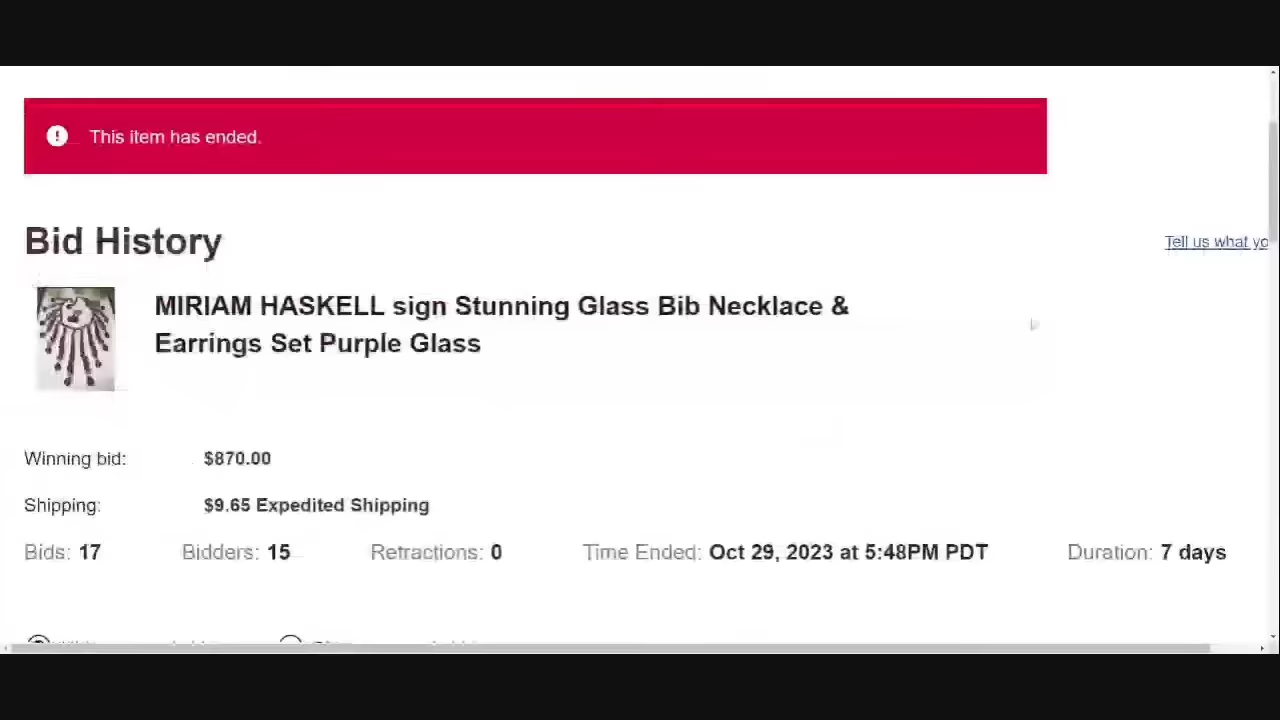 This item has ended.
Bid History
Tell us what yo
MIRIAM HASKELL sign Stunning Glass Bib Necklace &
Earrings Set Purple Glass
Winning bid: $870.00
Shipping: $9.65 Expedited Shipping
Bids: 17 Bidders: 15 Retractions: 0 Time Ended: Oct 29, 2023 at 5:48PM PDT Duration: 7 days